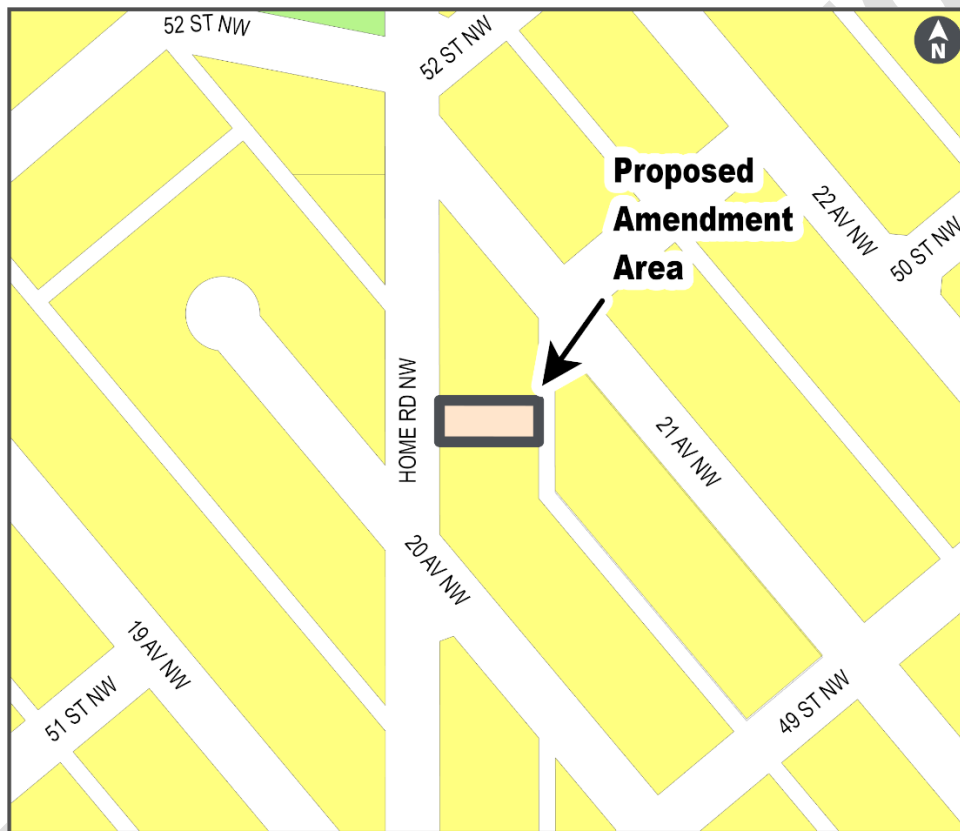 52 ST NW
52 ST NW
N
Proposed
Amendment
Area
22 AV NW
50 ST NW
HOME RD NW
21 AV NW
20 AV NW
19 AV NW
51 ST NW
49 ST NW